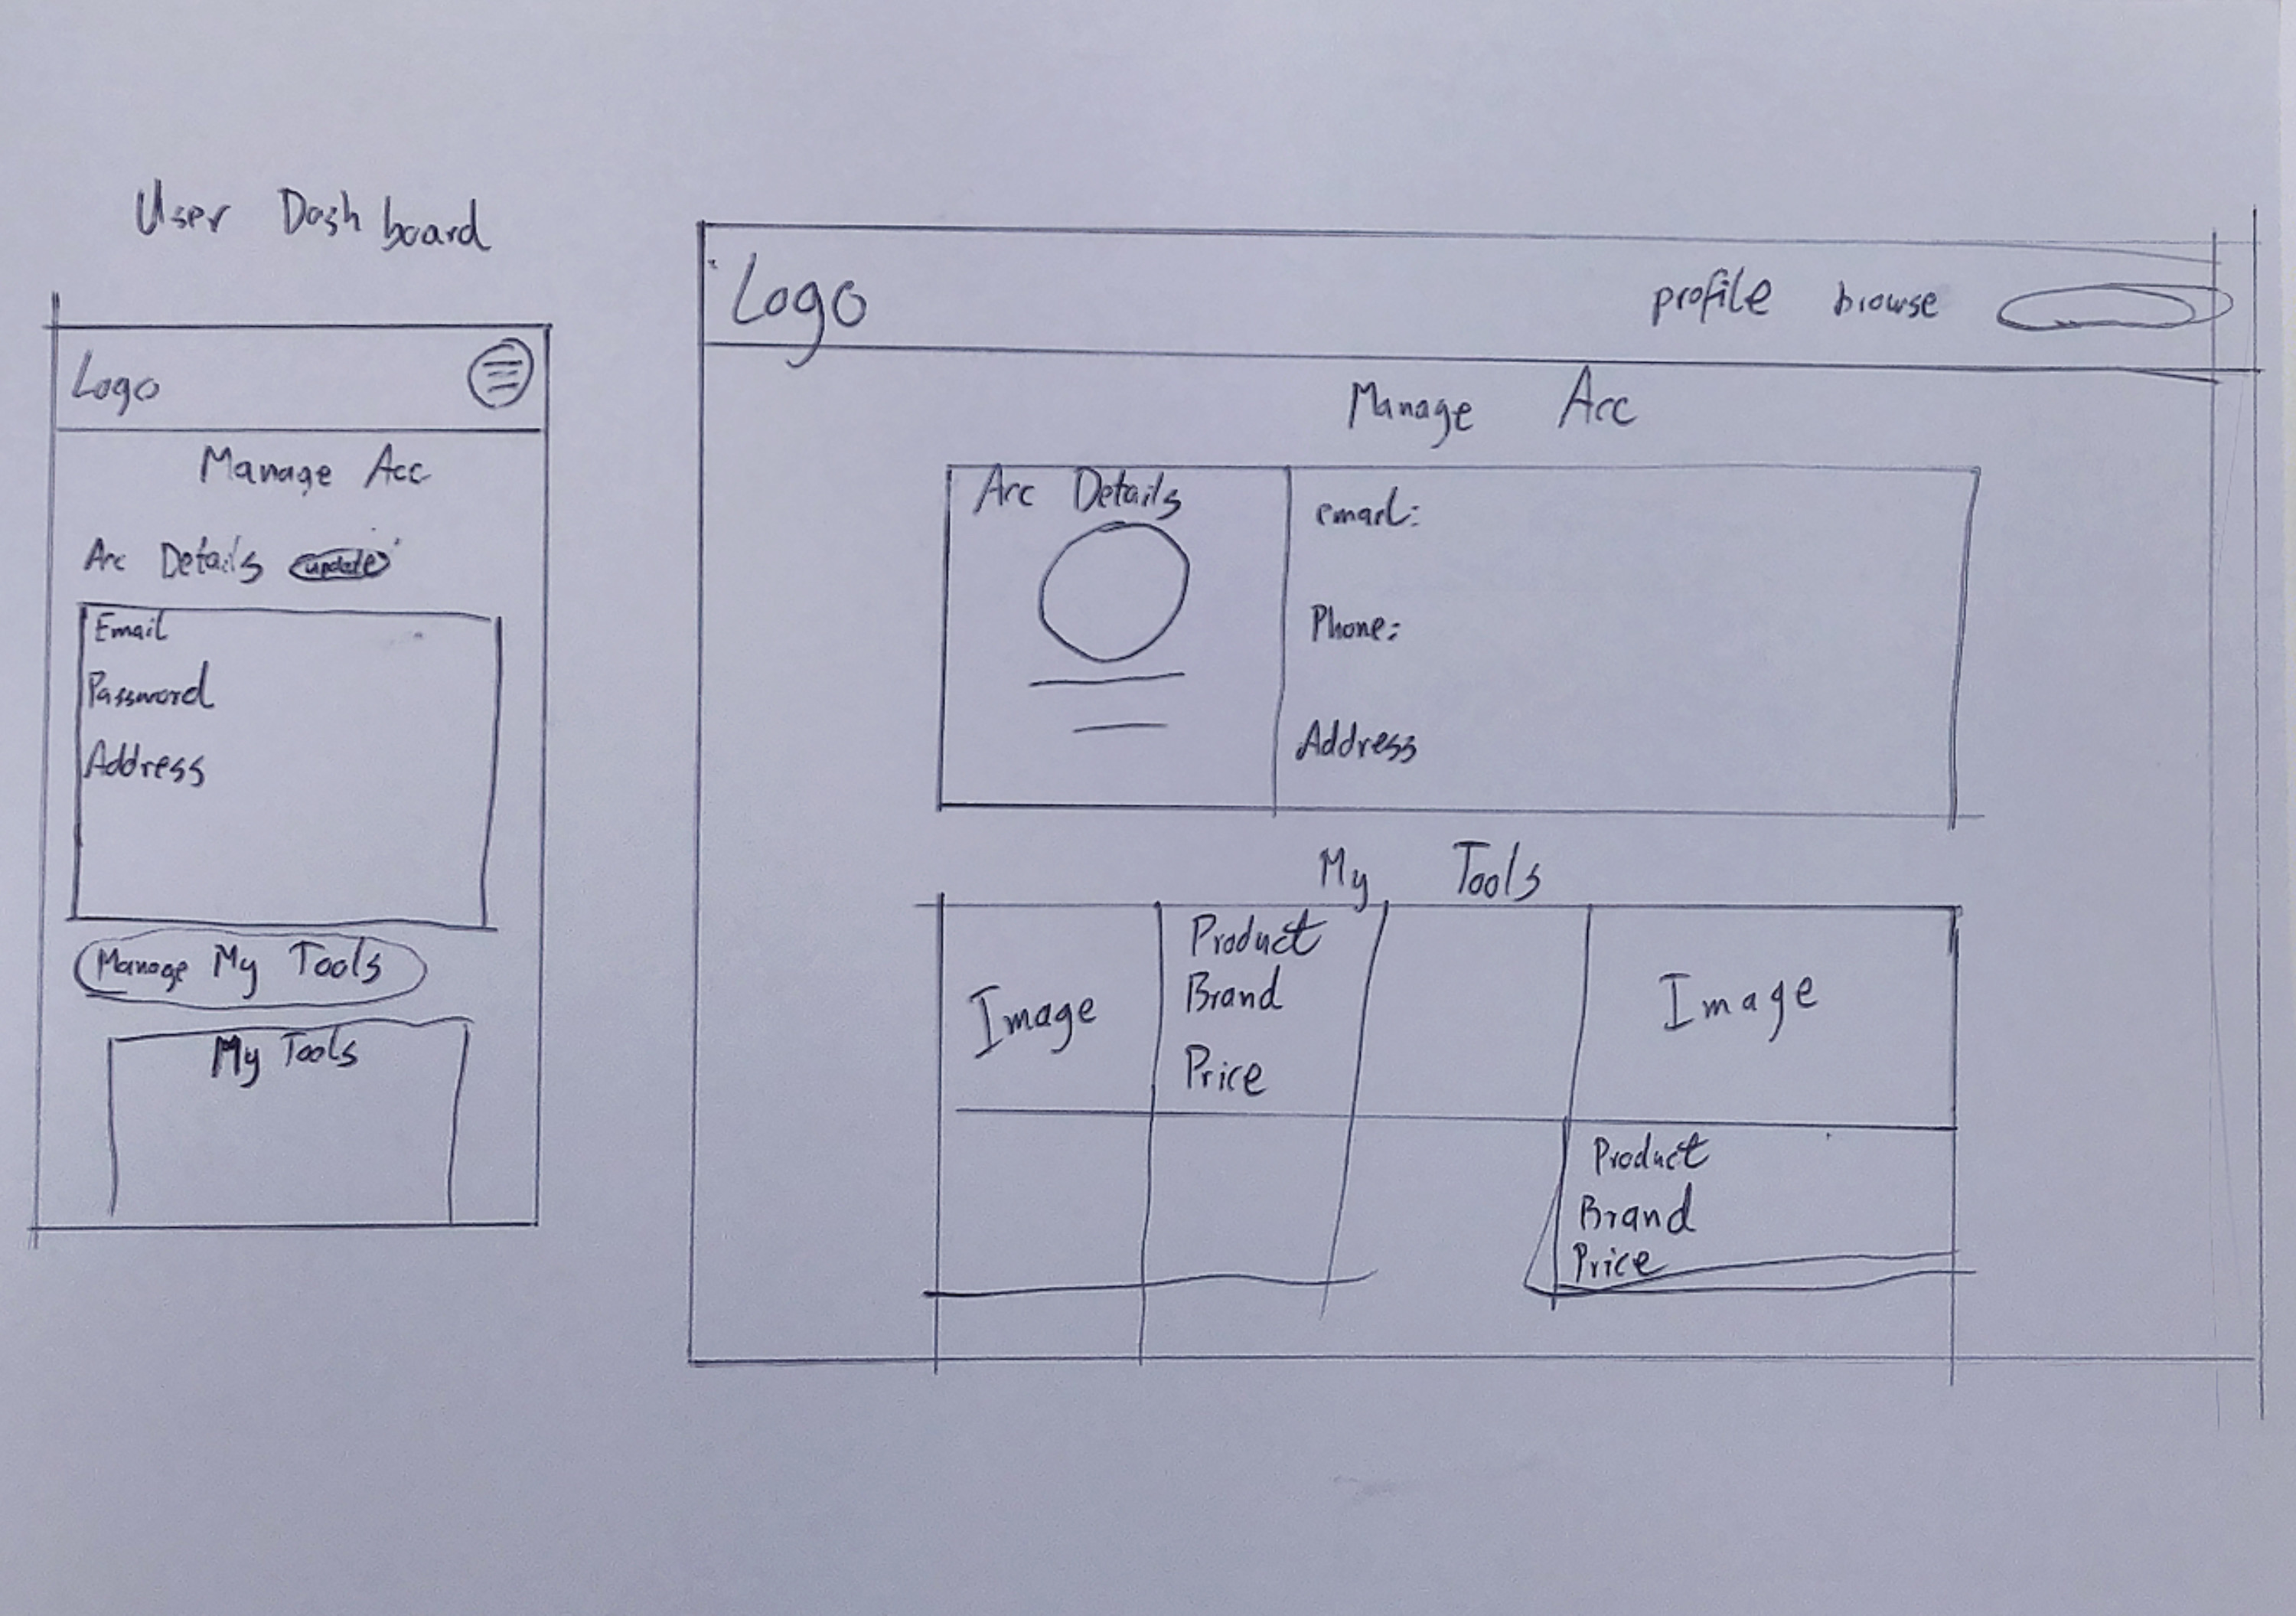 User Dashboard
Logo
Manage Acc
Acc Details update
Email
Password
Address
Manage My Tools
My Tools
Logo profile browse
Manage Acc
Acc Details
email:
Phone:
Address
My Tools
Image
Product
Brand
Price
Image
Product
Brand
Price